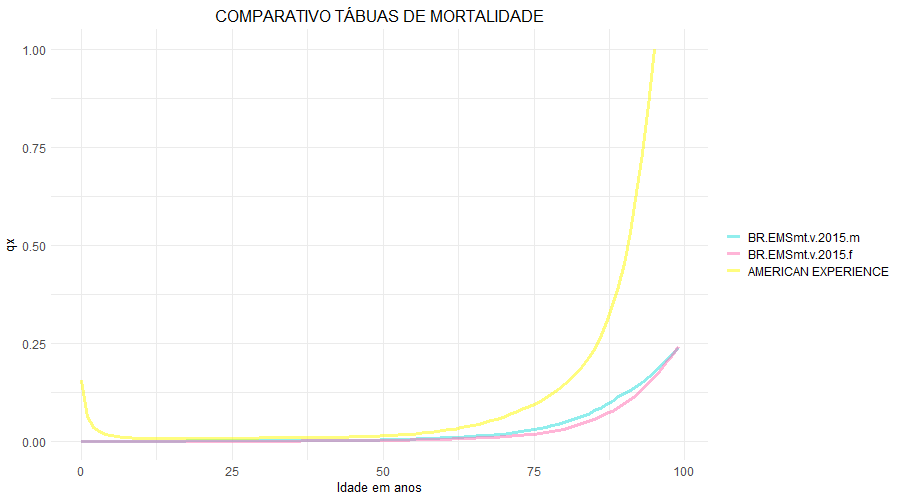 COMPARATIVO TÁBUAS DE MORTALIDADE
1.00
0.75
0.50
0.25
0.00
qx
0 25 50 75 100
Idade em anos
BR.EMSmt.v.2015.m
BR.EMSmt.v.2015.f
AMERICAN EXPERIENCE